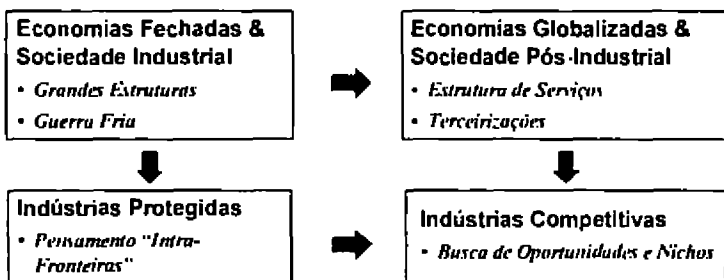 Economias Fechadas &
Sociedade Industrial
• Grandes Estruturas
• Guerra Fria
Economias Globalizadas &
Sociedade Pós-Industrial
• Estrutura de Serviços
• Terceirizações
Indústrias Protegidas
• Pensamento "Intra-
Fronteiras"
Indústrias Competitivas
• Busca de Oportunidades e Nichos